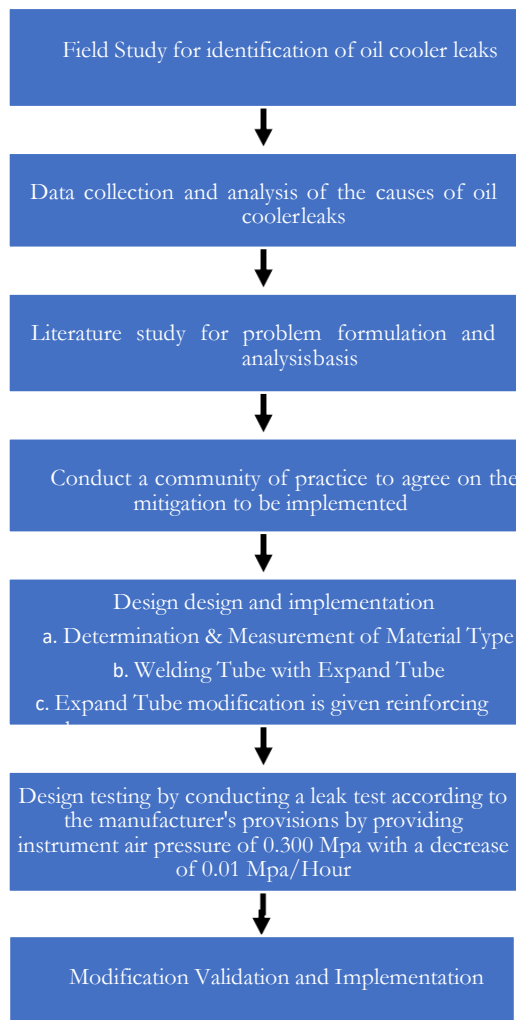 Field Study for identification of oil cooler leaks
Data collection and analysis of the causes of oil
coolerleaks
Literature study for problem formulation and
analysisbasis
Conduct a community of practice to agree on the
mitigation to be implemented
Design design and implementation
a. Determination & Measurement of Material Type
b. Welding Tube with Expand Tube
c. Expand Tube modification is given reinforcing
Design testing by conducting a leak test according to
the manufacturer's provisions by providing
instrument air pressure of 0.300 Mpa with a decrease
of 0.01 Mpa/Hour
Modification Validation and Implementation